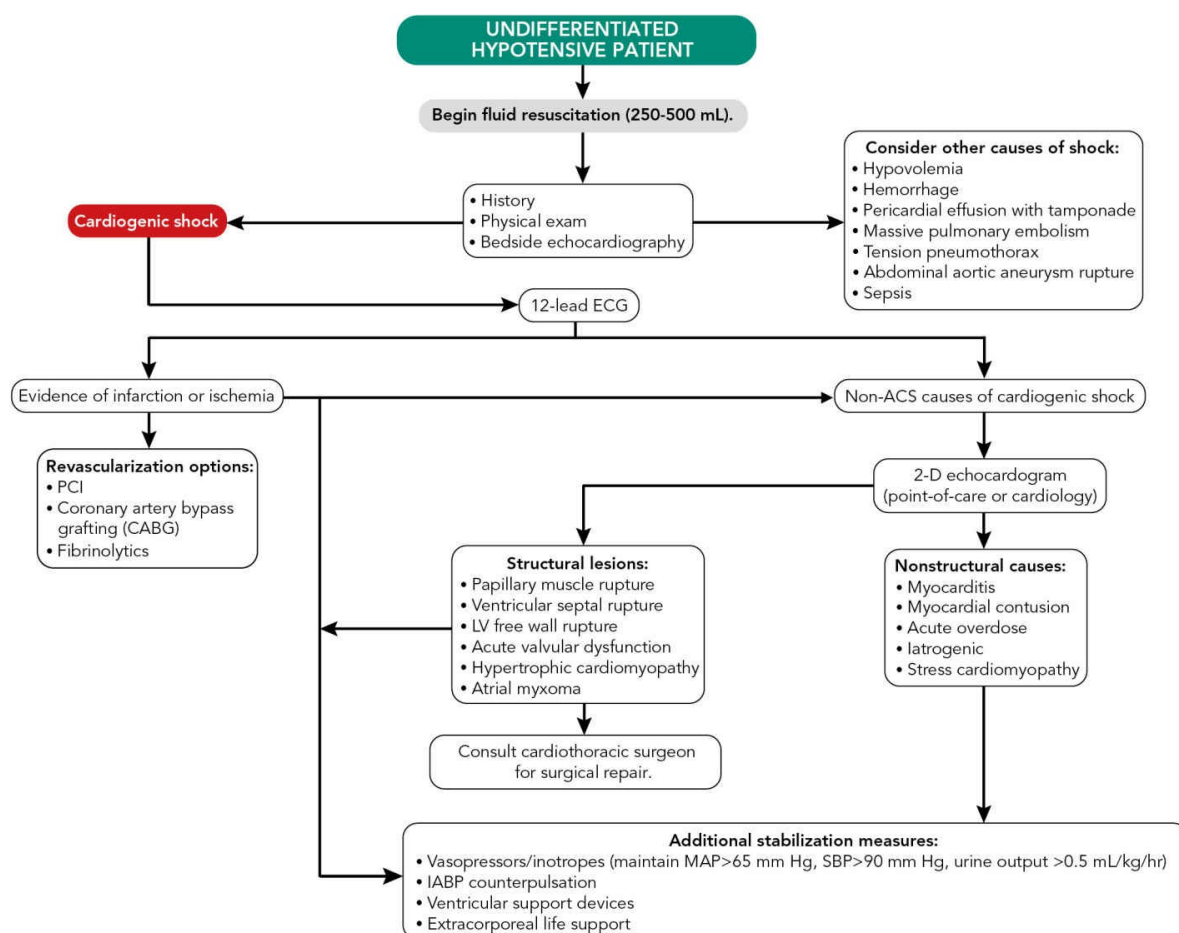 UNDIFFERENTIATED
HYPOTENSIVE PATIENT
Begin fluid resuscitation (250-500 mL).
• History
• Physical exam
• Bedside echocardiography
Cardiogenic shock
Consider other causes of shock:
• Hypovolemia
• Hemorrhage
• Pericardial effusion with tamponade
• Massive pulmonary embolism
• Tension pneumothorax
• Abdominal aortic aneurysm rupture
• Sepsis
12-lead ECG
Evidence of infarction or ischemia
Non-ACS causes of cardiogenic shock
Revascularization options:
• PCI
• Coronary artery bypass
grafting (CABG)
• Fibrinolytics
2-D echocardogram
(point-of-care or cardiology)
Structural lesions:
• Papillary muscle rupture
• Ventricular septal rupture
• LV free wall rupture
• Acute valvular dysfunction
• Hypertrophic cardiomyopathy
• Atrial myxoma
Nonstructural causes:
• Myocarditis
• Myocardial contusion
• Acute overdose
• Iatrogenic
• Stress cardiomyopathy
Consult cardiothoracic surgeon
for surgical repair.
Additional stabilization measures:
• Vasopressors/inotropes (maintain MAP>65 mm Hg, SBP>90 mm Hg, urine output >0.5 mL/kg/hr)
• IABP counterpulsation
• Ventricular support devices
• Extracorporeal life support